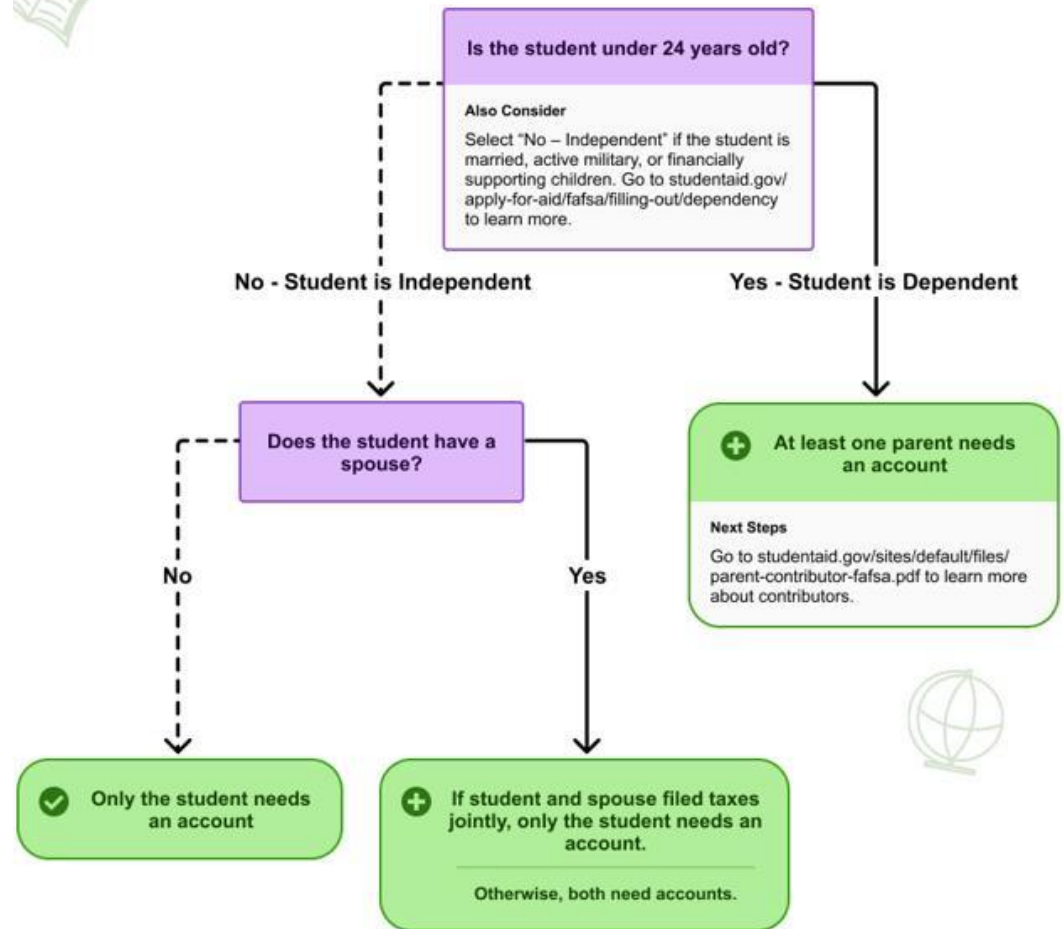 Is the student under 24 years old?
Also Consider
Select “No – Independent” if the student is
married, active military, or financially
supporting children. Go to studentaid.gov/
apply-for-aid/fafsa/filling-out/dependency
to learn more.
No - Student is Independent
Yes - Student is Dependent
Does the student have a
spouse?
At least one parent needs
an account
Next Steps
Go to studentaid.gov/sites/default/files/
parent-contributor-fafsa.pdf to learn more
about contributors.
No
Yes
Only the student needs
an account
If student and spouse filed taxes
jointly, only the student needs an
account.
Otherwise, both need accounts.